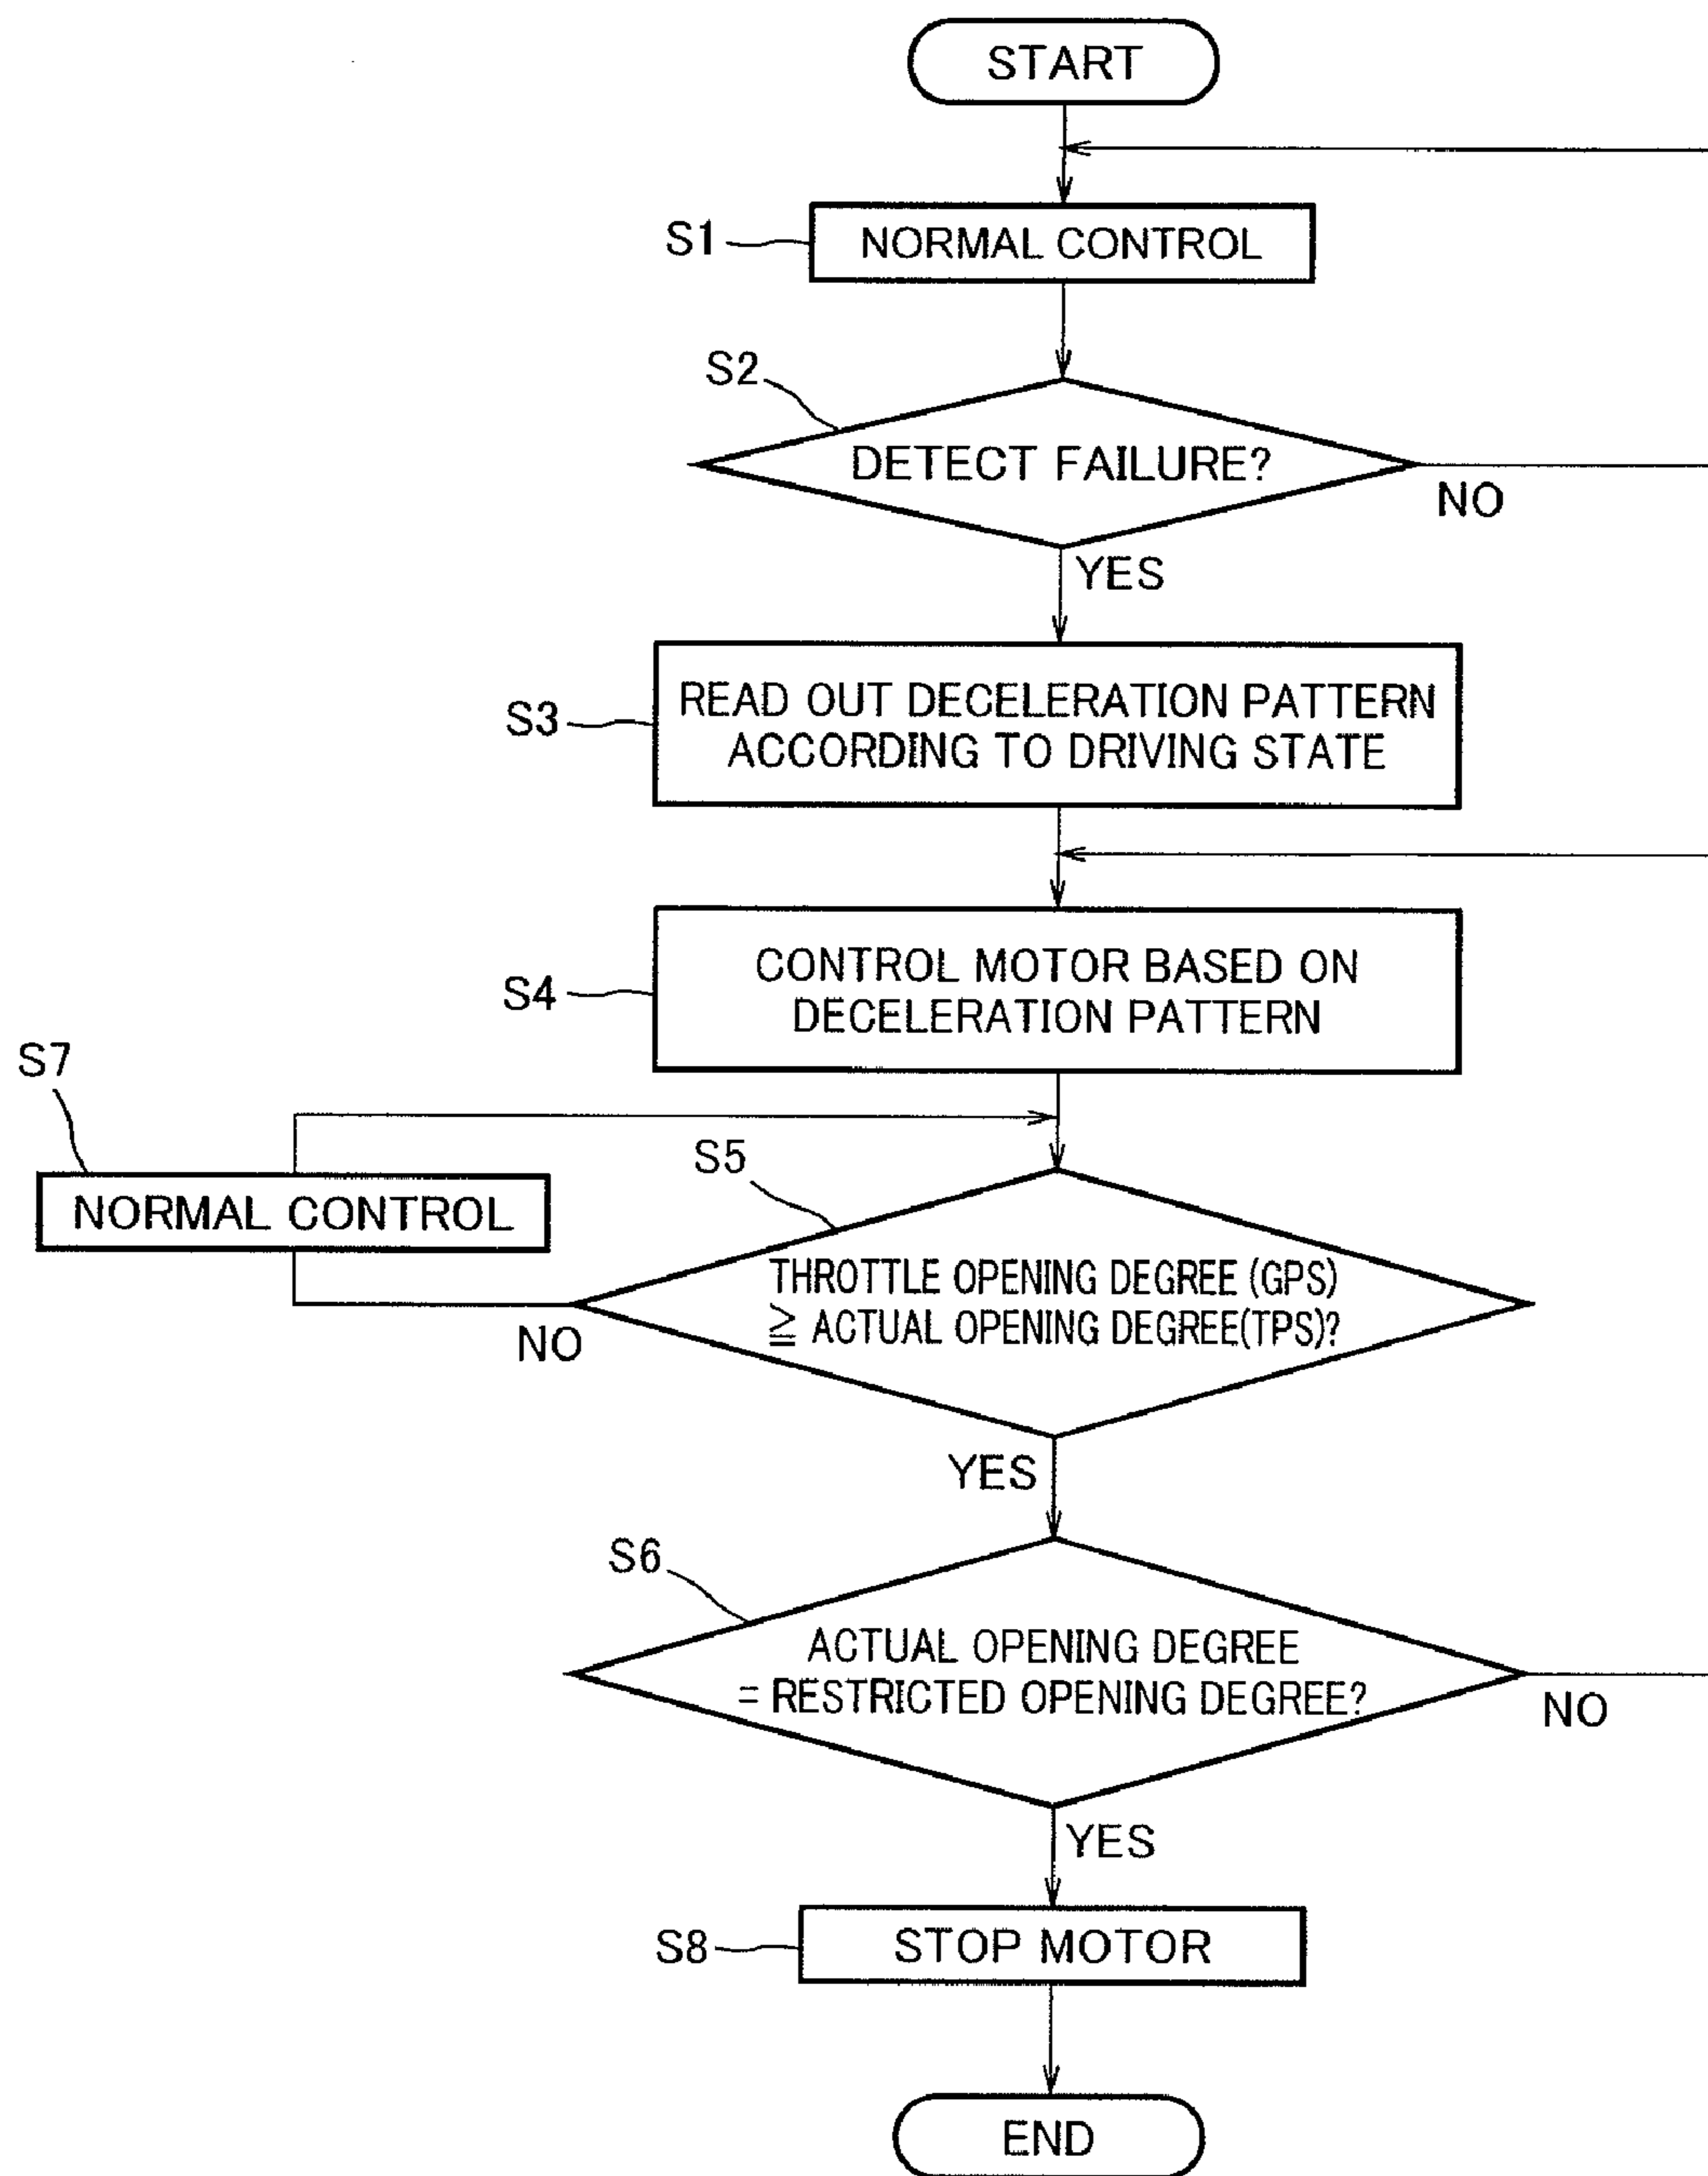 START
S1
NORMAL CONTROL
S2
DETECT FAILURE?
NO
YES
S3
READ OUT DECELERATION PATTERN
ACCORDING TO DRIVING STATE
S4
CONTROL MOTOR BASED ON
DECELERATION PATTERN
S7
NORMAL CONTROL
S5
THROTTLE OPENING DEGREE (GPS)
≧ ACTUAL OPENING DEGREE(TPS)?
NO
YES
S6
ACTUAL OPENING DEGREE
= RESTRICTED OPENING DEGREE?
NO
YES
S8
STOP MOTOR
END